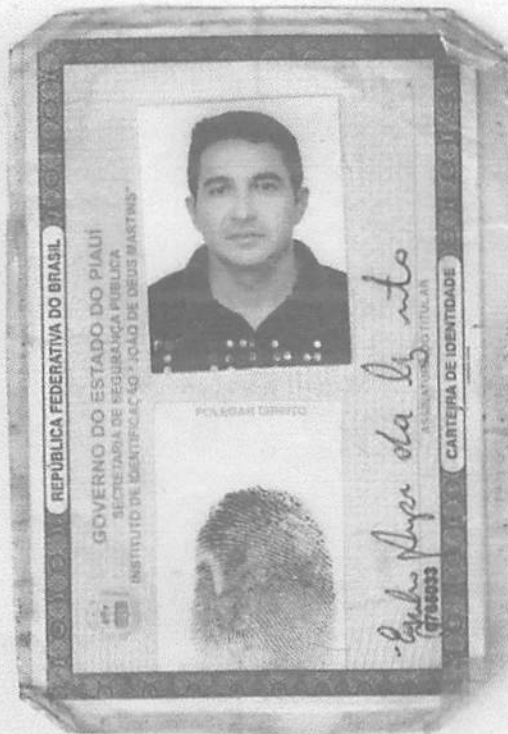 REPÚBLICA FEDERATIVA DO BRASIL
GOVERNO DO ESTADO DO PIAUÍ
SECRETARIA DE SEGURANÇA PÚBLICA
INSTITUTO DE IDENTIFICAÇÃO "JOÃO DE DEUS MARTINS"
POLEGAR DIREITO
da
ASSINATURA DO TITULAR
CARTEIRA DE IDENTIDADE